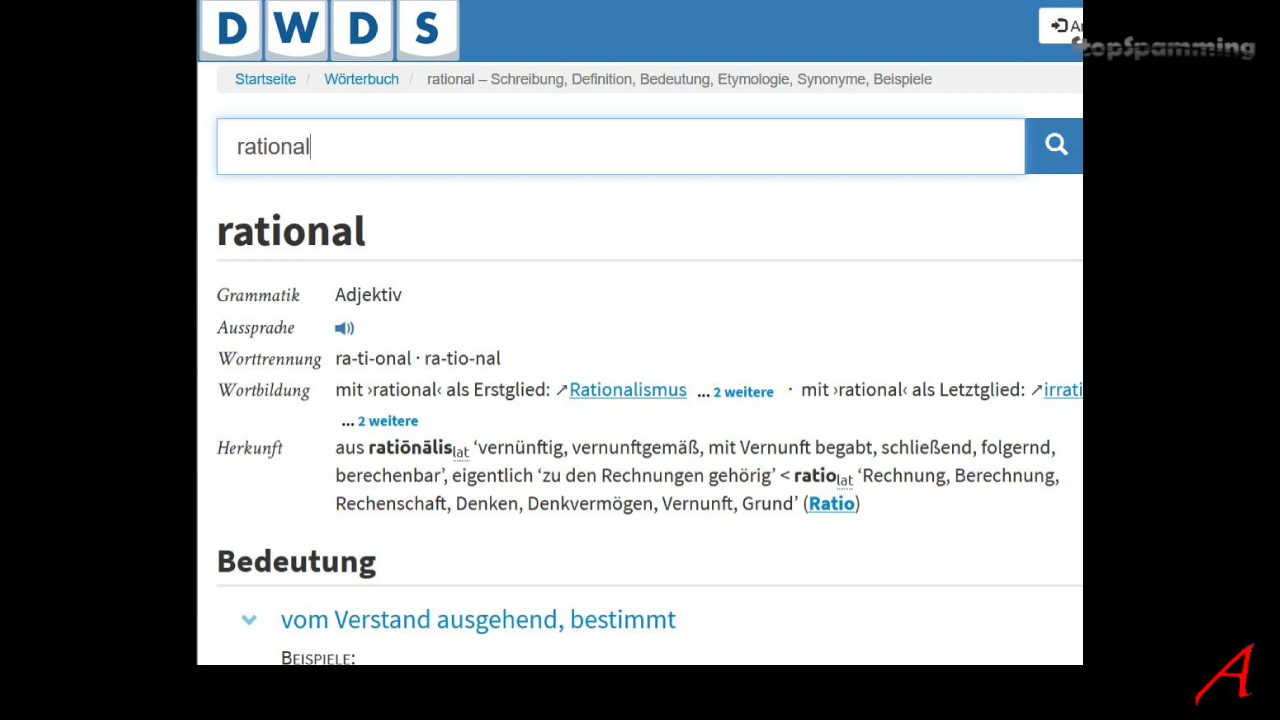 D W D S
topSpamming
Startseite / Wörterbuch / rational – Schreibung, Definition, Bedeutung, Etymologie, Synonyme, Beispiele
rational
rational
Grammatik Adjektiv
Aussprache
Worttrennung ra-ti-onal · ra-tio-nal
Wortbildung mit ›rational‹ als Erstglied: ↗Rationalismus ... 2 weitere · mit ›rational‹ als Letztglied: ↗irrati
... 2 weitere
Herkunft aus ratiōnālis lat ‘vernünftig, vernunftgemäß, mit Vernunft begabt, schließend, folgernd,
berechenbar’, eigentlich ‘zu den Rechnungen gehörig’ < ratio lat ‘Rechnung, Berechnung,
Rechenschaft, Denken, Denkvermögen, Vernunft, Grund’ (Ratio)
Bedeutung
vom Verstand ausgehend, bestimmt
BEISPIELE:
A